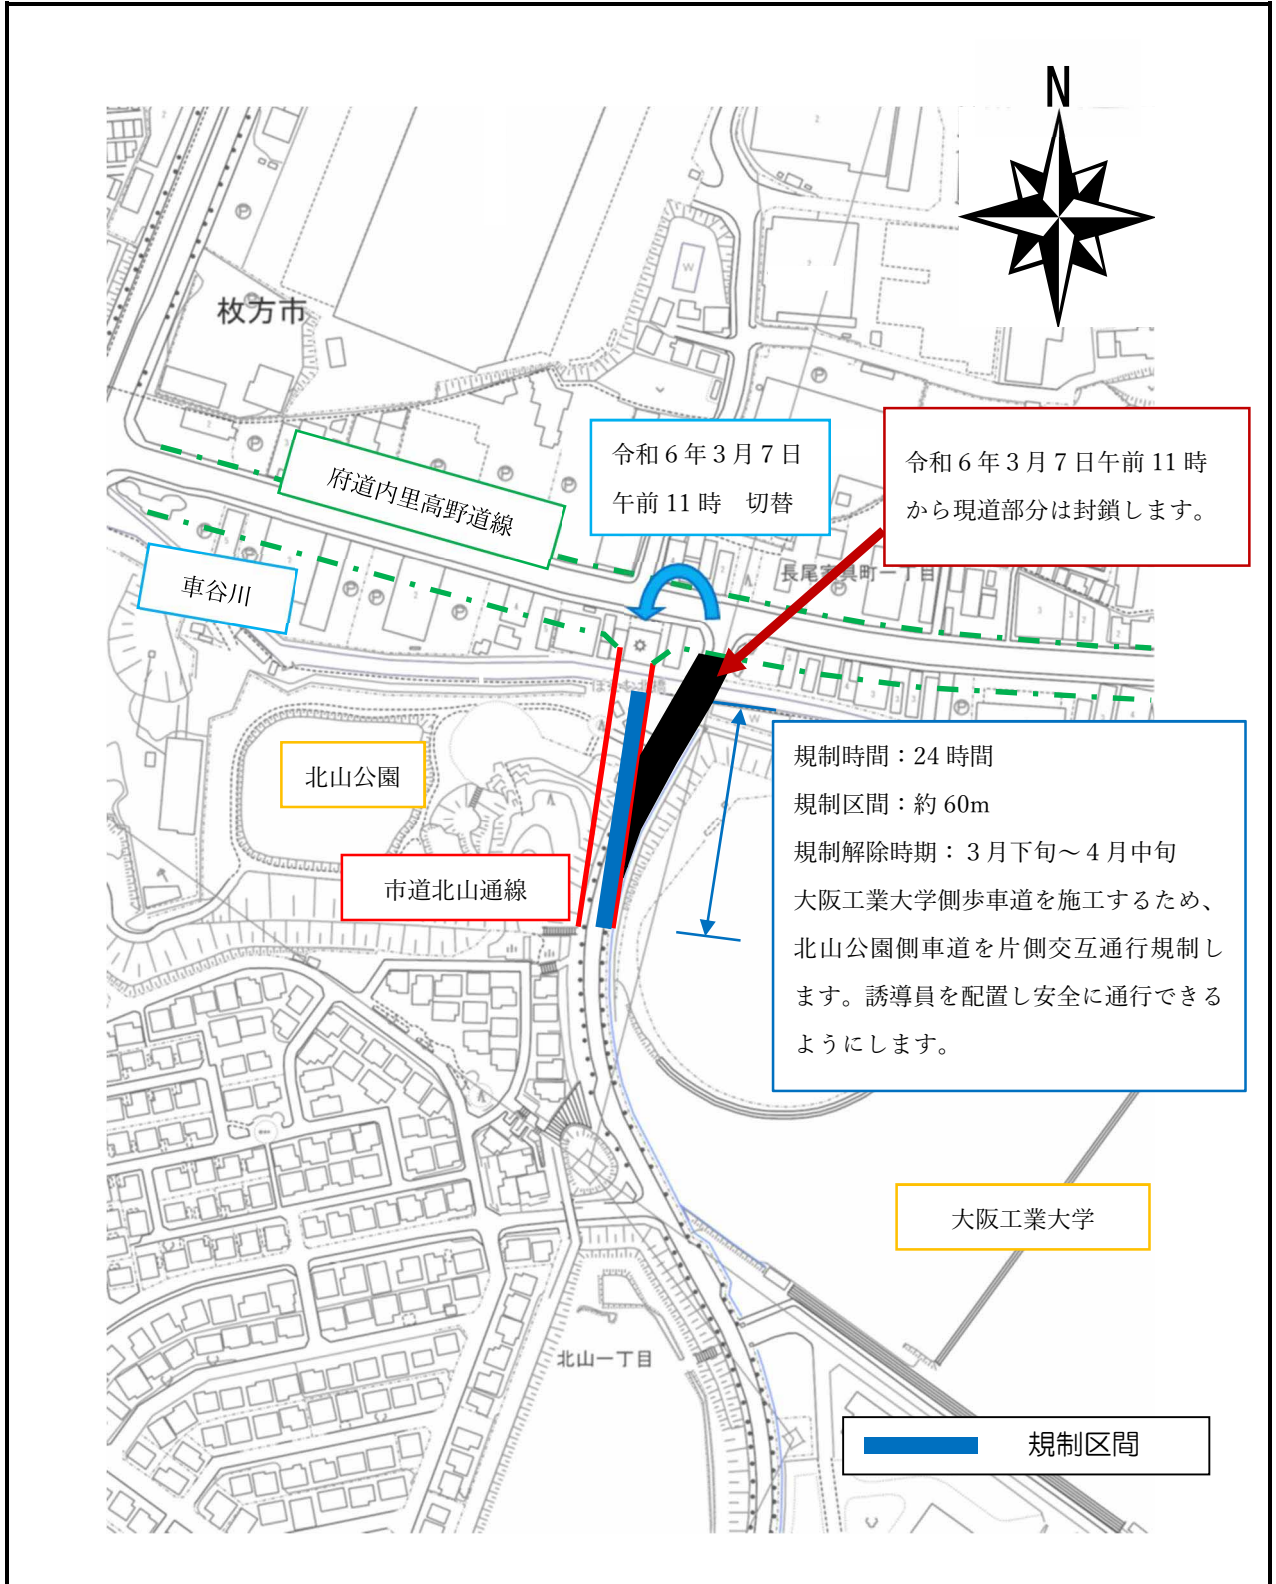 N
枚方市
令和６年３月７日
午前 11 時　切替
令和６年３月７日午前 11 時
から現道部分は封鎖します。
府道内里高野道線
長尾家具町一丁目
車谷川
北山公園
市道北山通線
規制時間：24 時間
規制区間：約 60m
規制解除時期：３月下旬～４月中旬
大阪工業大学側歩車道を施工するため、
北山公園側車道を片側交互通行規制し
ます。誘導員を配置し安全に通行できる
ようにします。
大阪工業大学
北山一丁目
規制区間